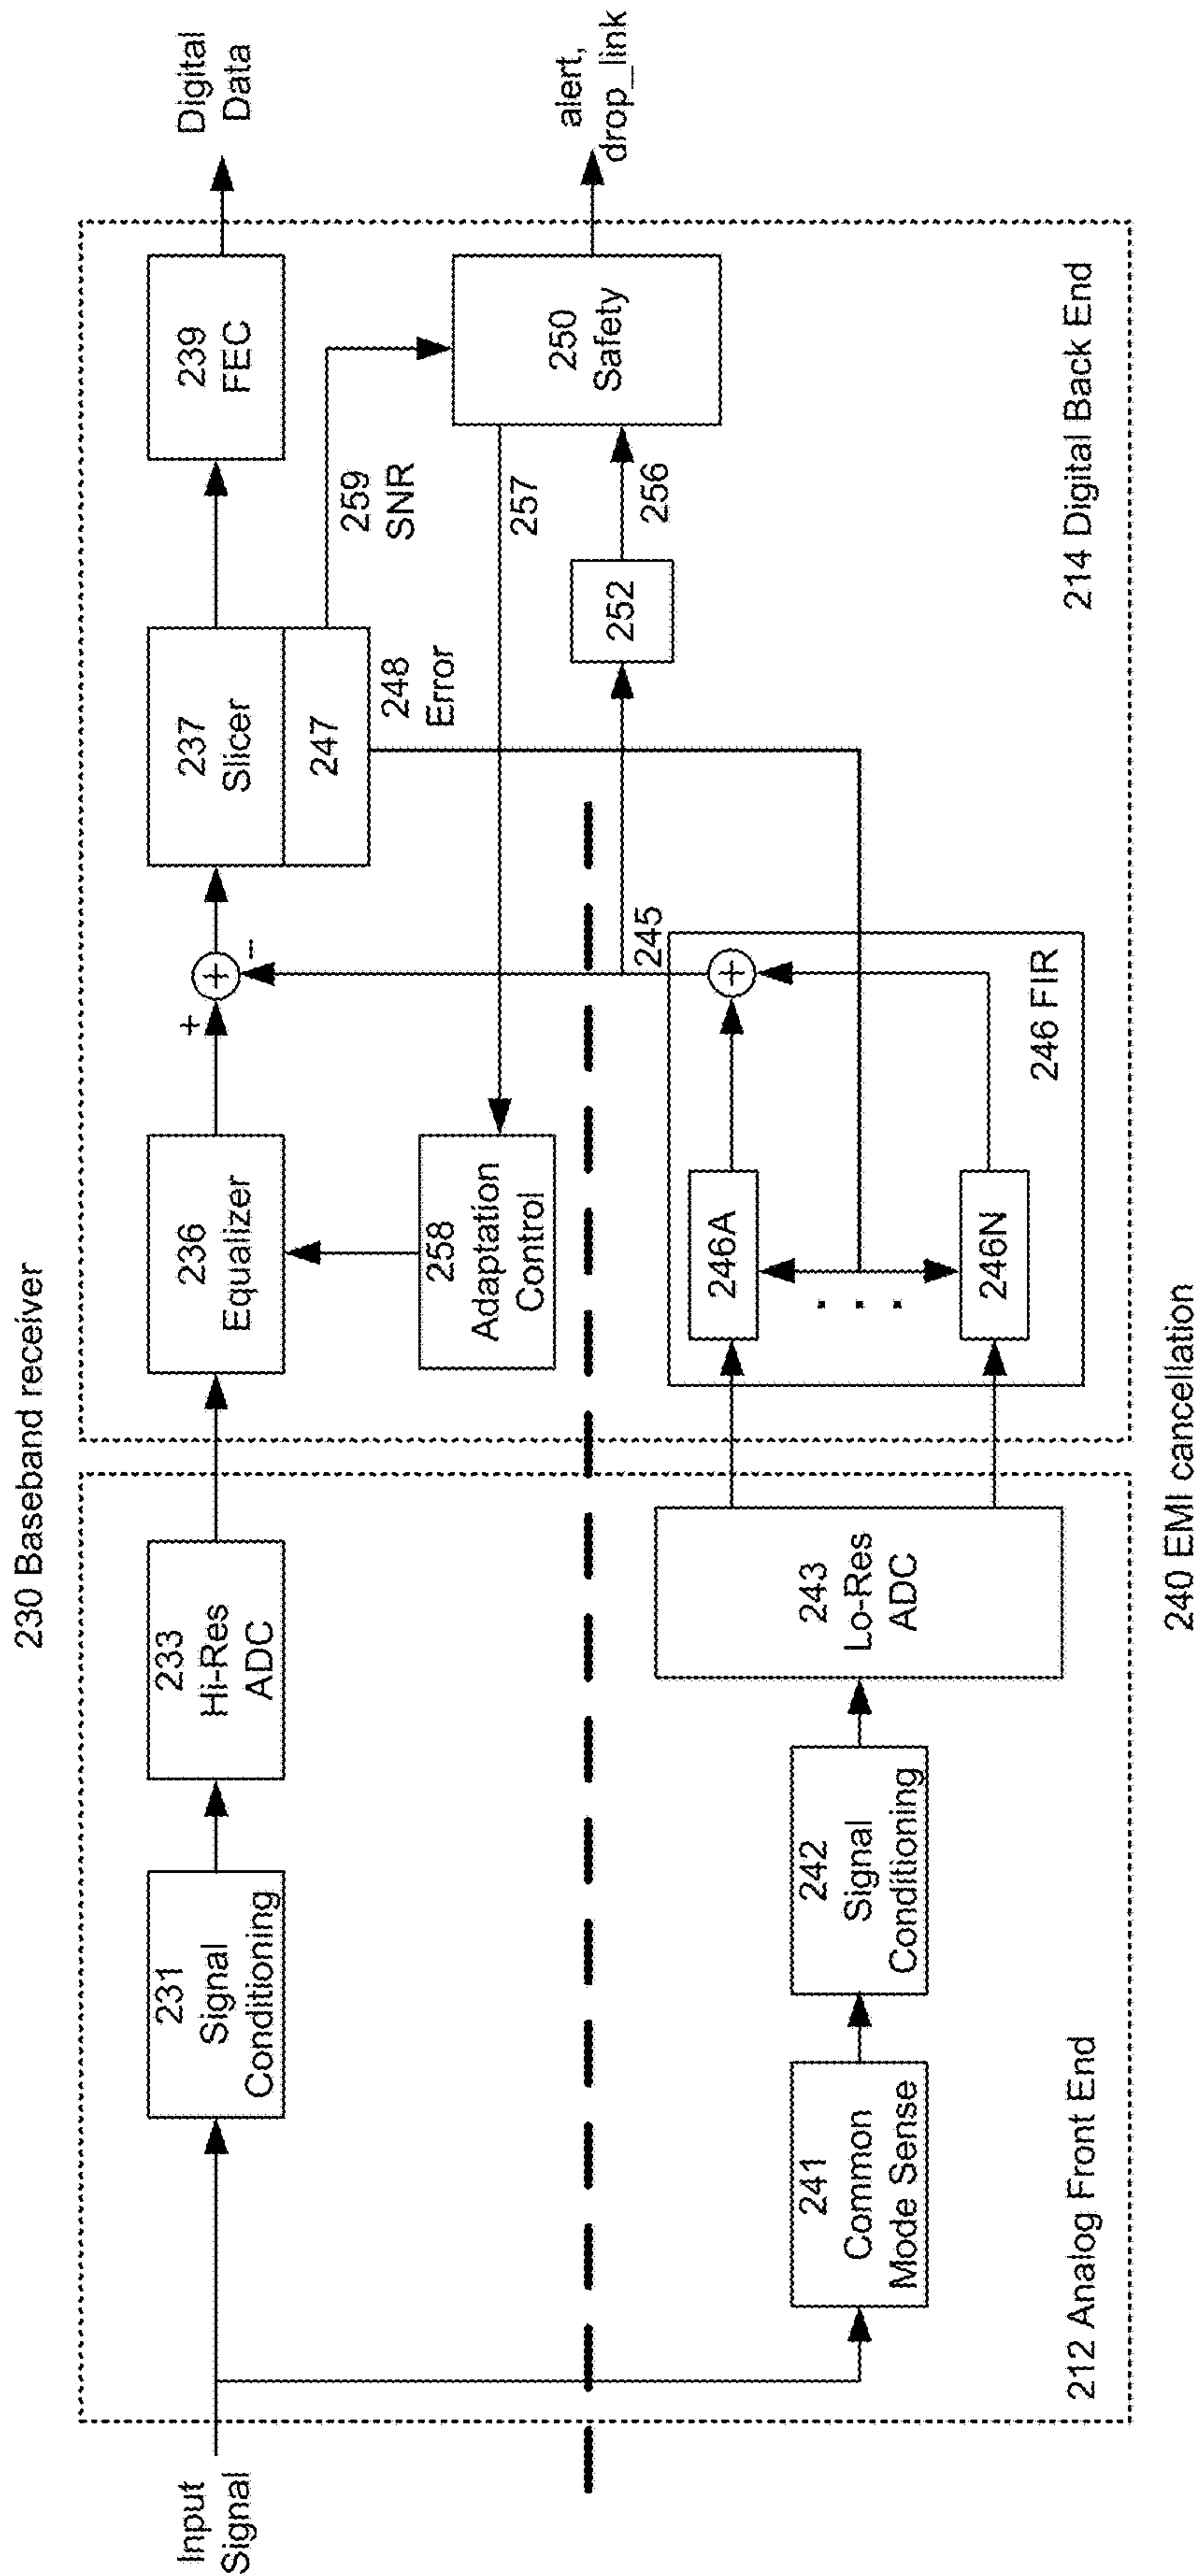 230 Baseband receiver
Input
Signal
231
Signal
Conditioning
233
Hi-Res
ADC
236
Equalizer
+
+
−
237
Slicer
247
239
FEC
Digital
Data
259
SNR
248
Error
258
Adaptation
Control
257
250
Safety
alert,
drop_link
252
256
245
241
Common
Mode Sense
242
Signal
Conditioning
243
Lo-Res
ADC
246A
. . .
246N
+
246 FIR
212 Analog Front End
214 Digital Back End
240 EMI cancellation